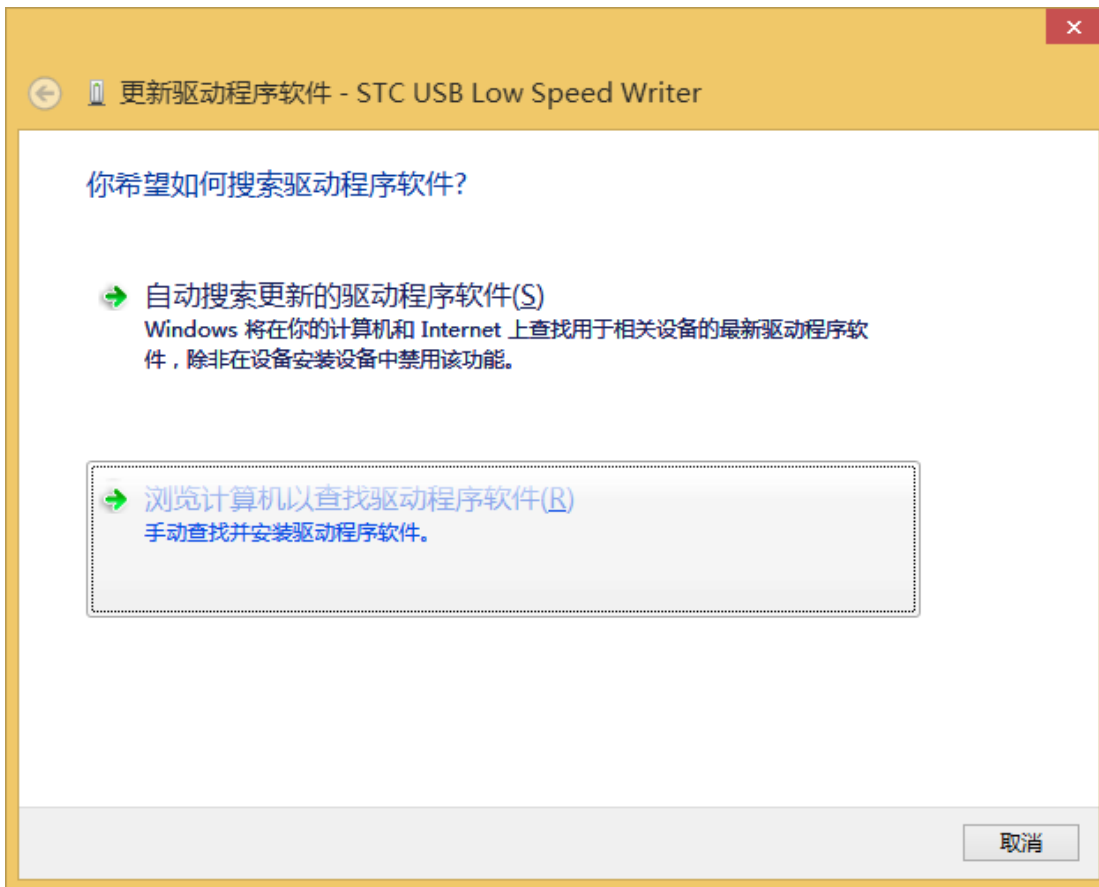 更新驱动程序软件 - STC USB Low Speed Writer
你希望如何搜索驱动程序软件?
自动搜索更新的驱动程序软件(S)
Windows 将在你的计算机和 Internet 上查找用于相关设备的最新驱动程序软
件，除非在设备安装设备中禁用该功能。
浏览计算机以查找驱动程序软件(R)
手动查找并安装驱动程序软件。
取消